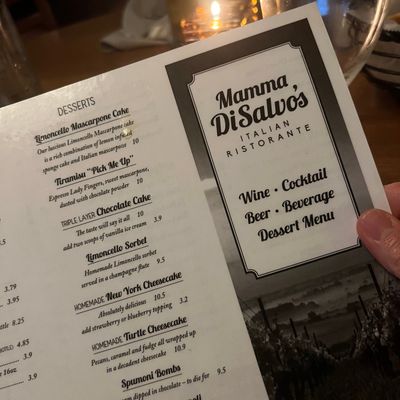 DESSERTS
Limoncello Mascarpone Cake
Our luscious Limoncello Mascarpone cake
is a rich combination of lemon infused
sponge cake and Italian mascarpone 10
Tiramisu "Pick Me Up"
Espresso Lady Fingers, sweet mascarpone,
dusted with chocolate powder 10
TRIPLE LAYER Chocolate Cake
The taste will say it all 10
add two scoops of vanilla ice cream 3.9
Limoncello Sorbet
Homemade Limoncello sorbet
served in a champagne flute 9.5
HOMEMADE New York Cheesecake
Absolutely delicious 10.5
add strawberry or blueberry topping 3.2
HOMEMADE Turtle Cheesecake
Pecans, caramel and fudge all wrapped up
in a decadent cheesecake 10.9
Spumoni Bombs
dipped in chocolate – to die for 9.5
3.79
3.95
8.25
4.85
3.9
16oz
3.9
3.9
Mamma
DiSalvo's
ITALIAN
RISTORANTE
Wine • Cocktail
Beer • Beverage
Dessert Menu